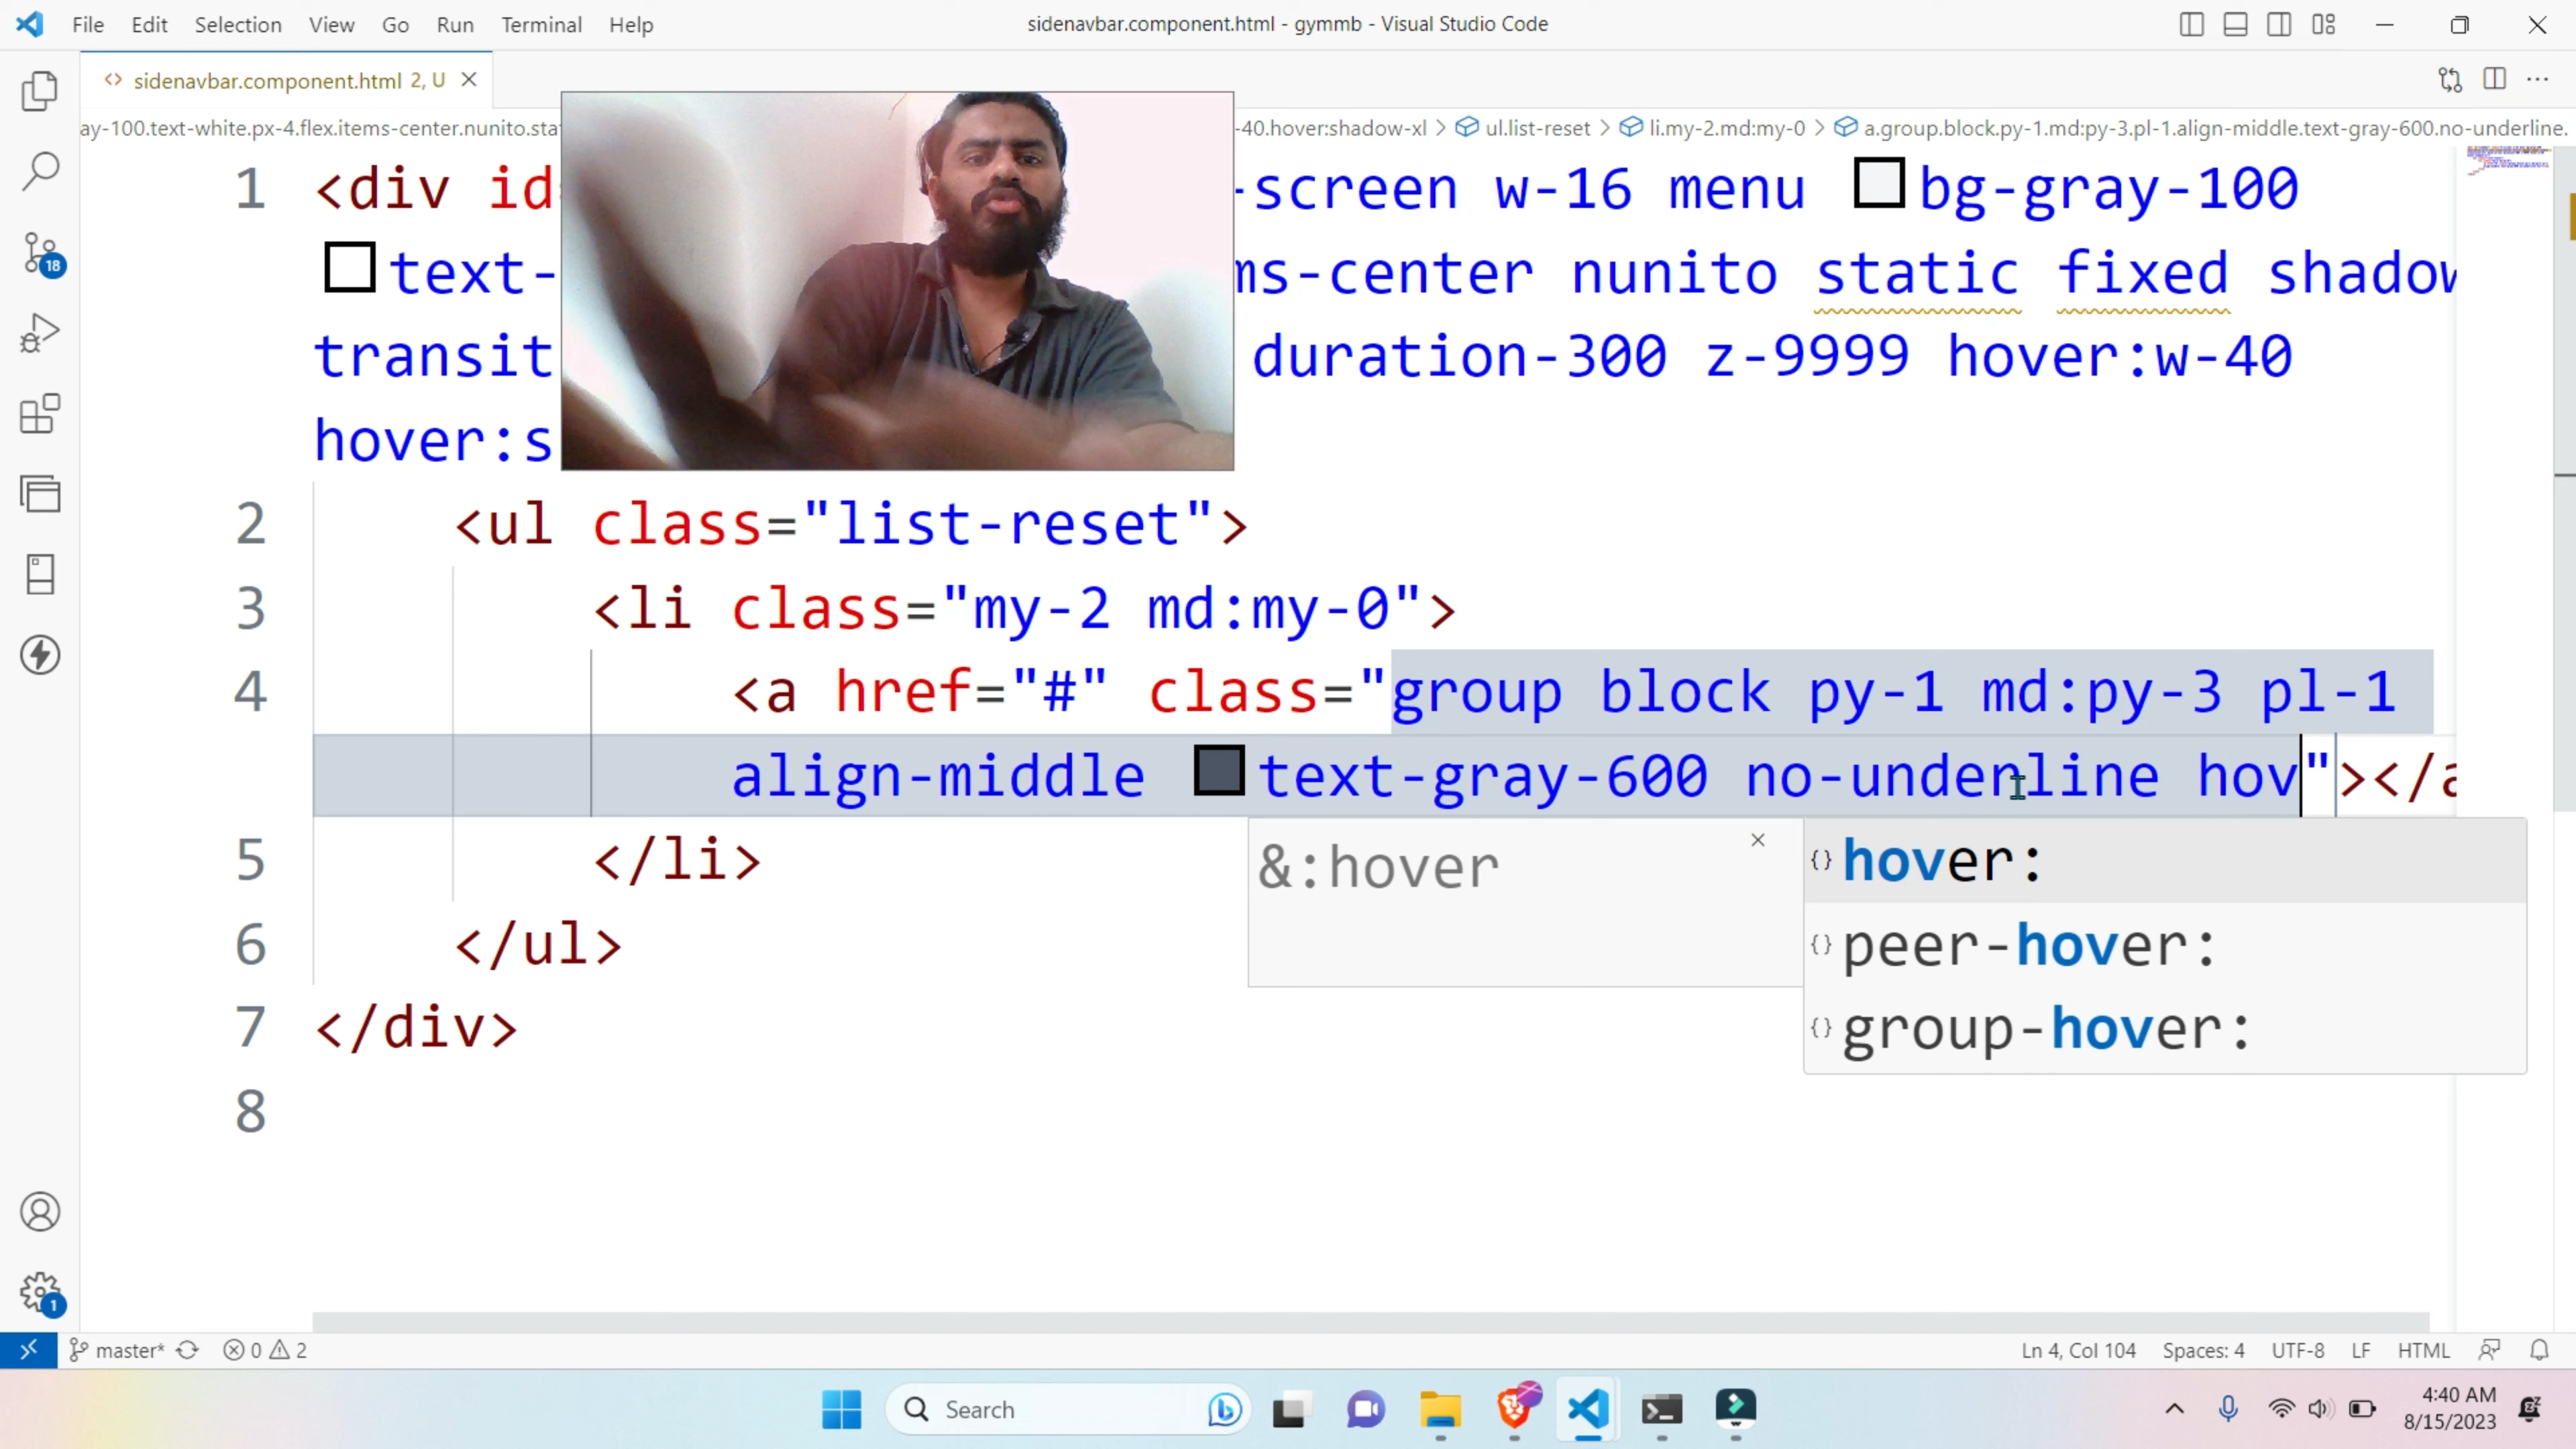 File Edit Selection View Go Run Terminal Help
sidenavbar.component.html - gymmb - Visual Studio Code
sidenavbar.component.html 2, U
ay-100.text-white.px-4.flex.items-center.nunito.sta -40.hover:shadow-xl > ul.list-reset > li.my-2.md:my-0 > a.group.block.py-1.md:py-3.pl-1.align-middle.text-gray-600.no-underline.
1 <div id -screen w-16 menu bg-gray-100
text- ms-center nunito static fixed shadow
transit duration-300 z-9999 hover:w-40
hover:s
2 <ul class="list-reset">
3 <li class="my-2 md:my-0">
4 <a href="#" class="group block py-1 md:py-3 pl-1
align-middle text-gray-600 no-underline hov"></a
&:hover
hover:
peer-hover:
group-hover:
5 </li>
6 </ul>
7 </div>
8
18
1
master* 0 2
Ln 4, Col 104 Spaces: 4 UTF-8 LF HTML
Search
4:40 AM
8/15/2023